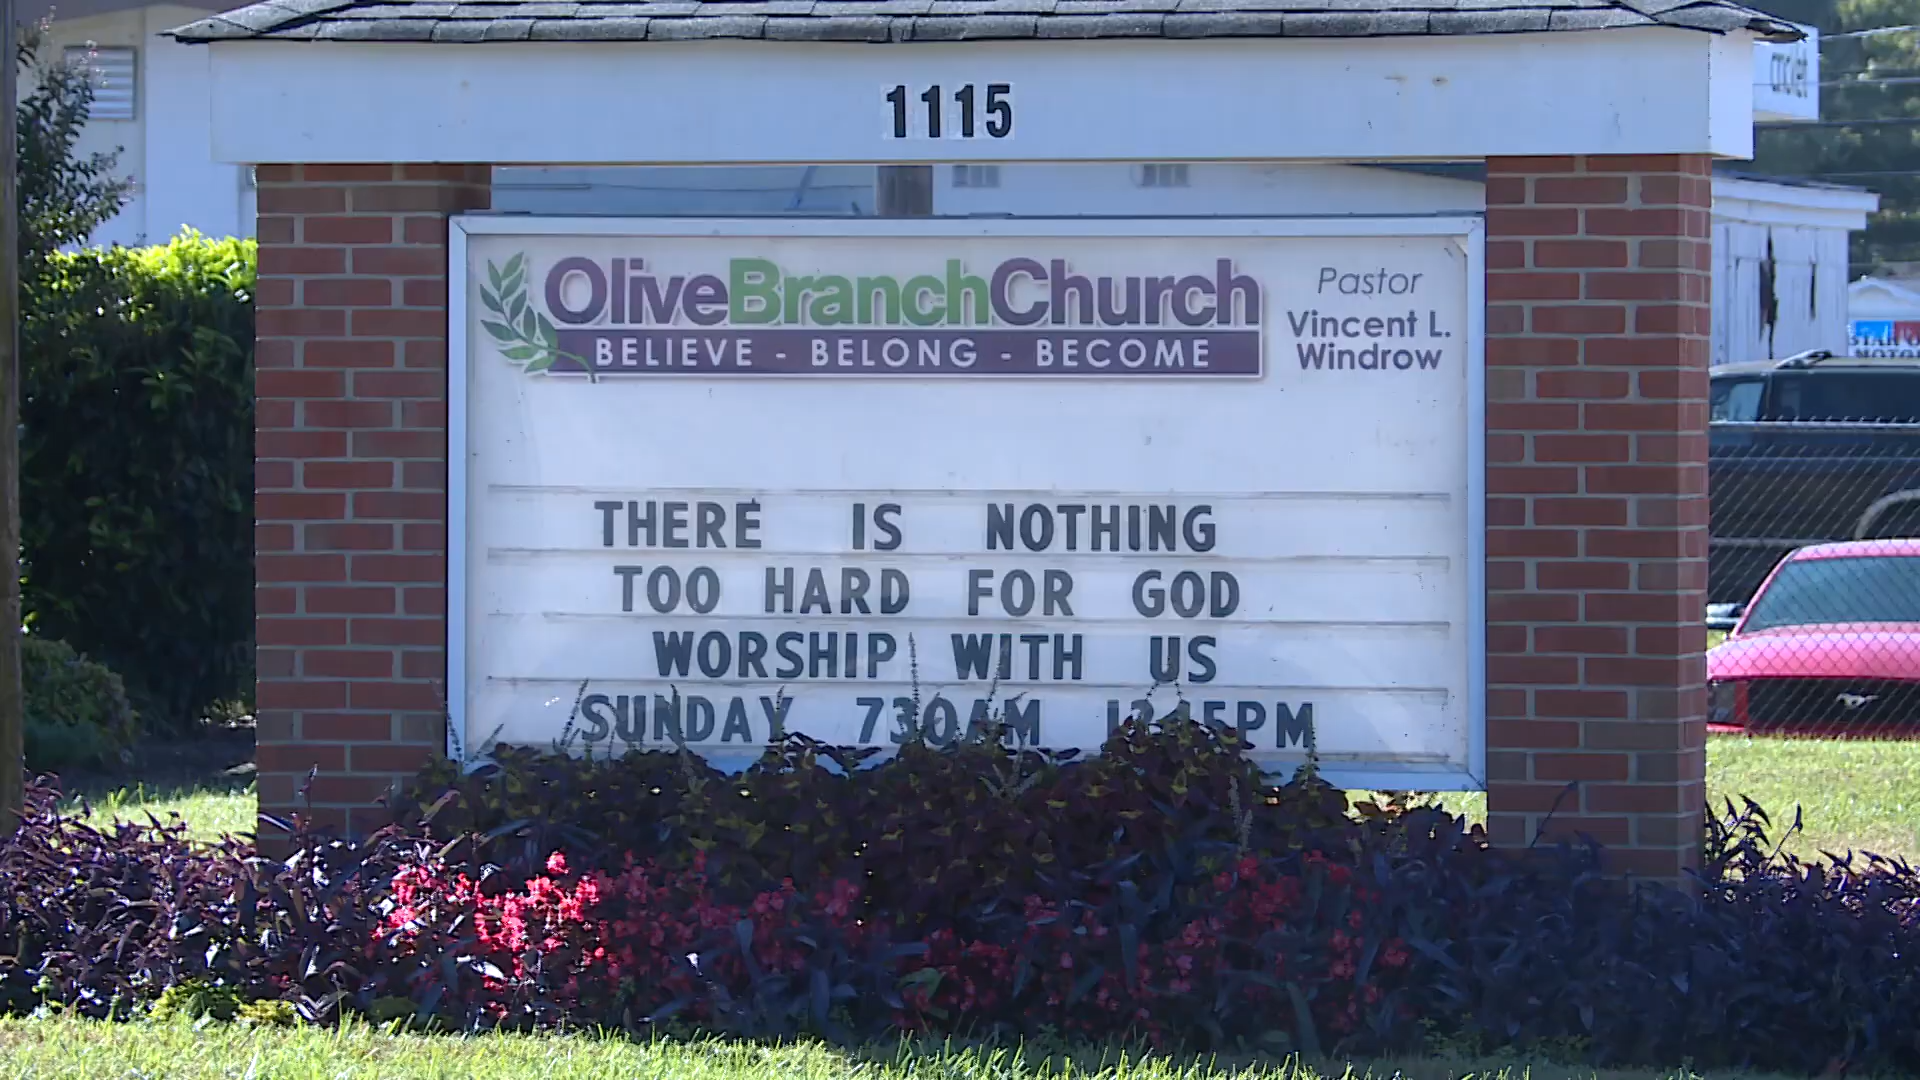 1115
OliveBranchChurch
BELIEVE - BELONG - BECOME
Pastor
Vincent L.
Windrow
THERE IS NOTHING
TOO HARD FOR GOD
WORSHIP WITH US
SUNDAY 730AM